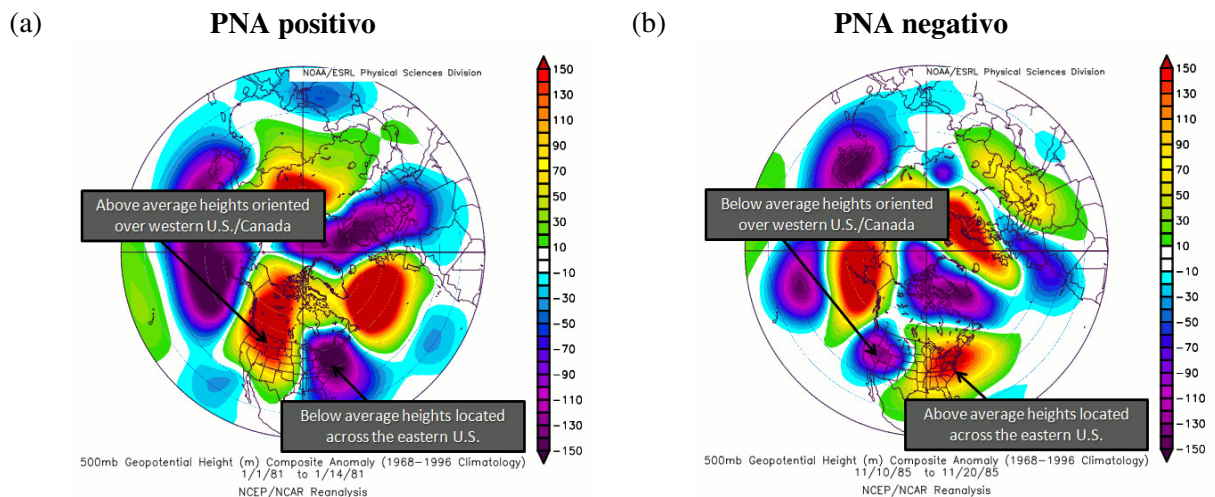 (a)
PNA positivo
NOAA/ESRL Physical Sciences Division
150
130
110
90
70
50
30
10
-10
-30
-50
-70
-90
-110
-130
-150
Above average heights oriented
over western U.S./Canada
Below average heights located
across the eastern U.S.
500mb Geopotential Height (m) Composite Anomaly (1968-1996 Climatology)
1/1/81 to 1/14/81
NCEP/NCAR Reanalysis
(b)
PNA negativo
NOAA/ESRL Physical Sciences Division
150
130
110
90
70
50
30
10
-10
-30
-50
-70
-90
-110
-130
-150
Below average heights oriented
over western U.S./Canada
Above average heights located
across the eastern U.S.
500mb Geopotential Height (m) Composite Anomaly (1968-1996 Climatology)
11/10/85 to 11/20/85
NCEP/NCAR Reanalysis